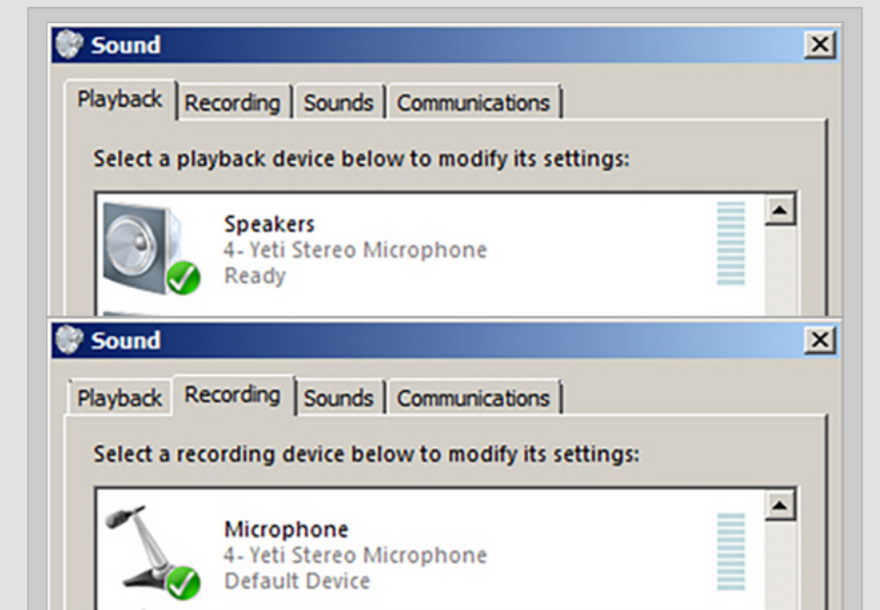 Sound
Playback Recording Sounds Communications
Select a playback device below to modify its settings:
Speakers
4- Yeti Stereo Microphone
Ready
Sound
Playback Recording Sounds Communications
Select a recording device below to modify its settings:
Microphone
4- Yeti Stereo Microphone
Default Device